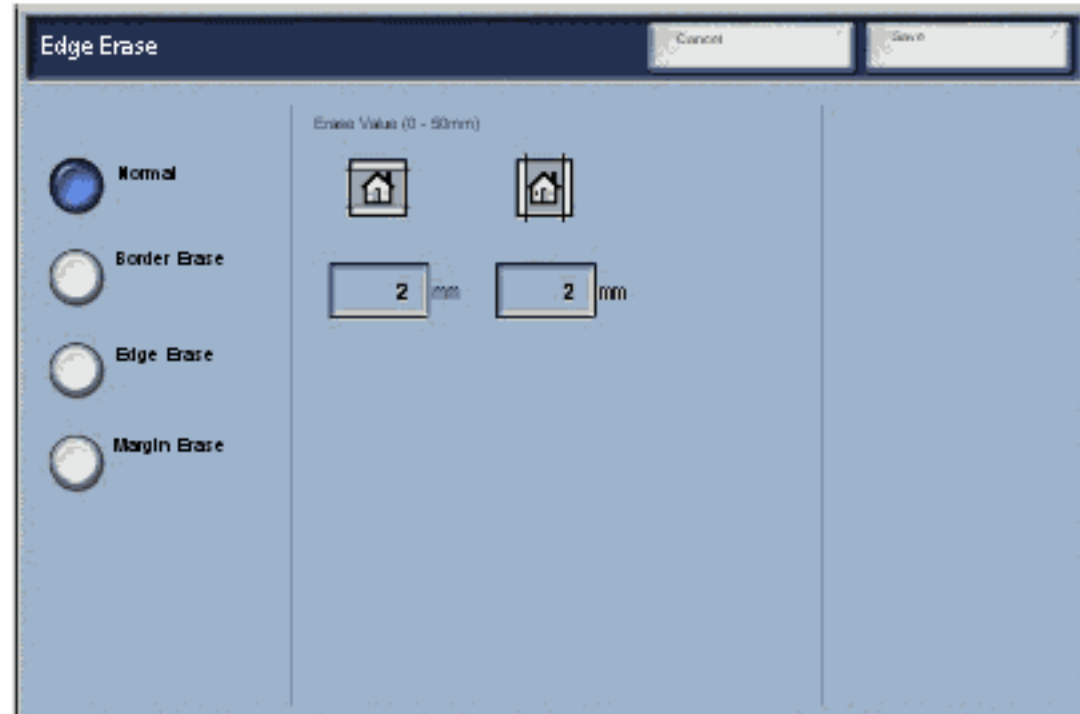 Edge Erase
Cancel
Save
Erase Value (0 - 50mm)
Normal
Border Erase
2 mm
2 mm
Edge Erase
Margin Erase